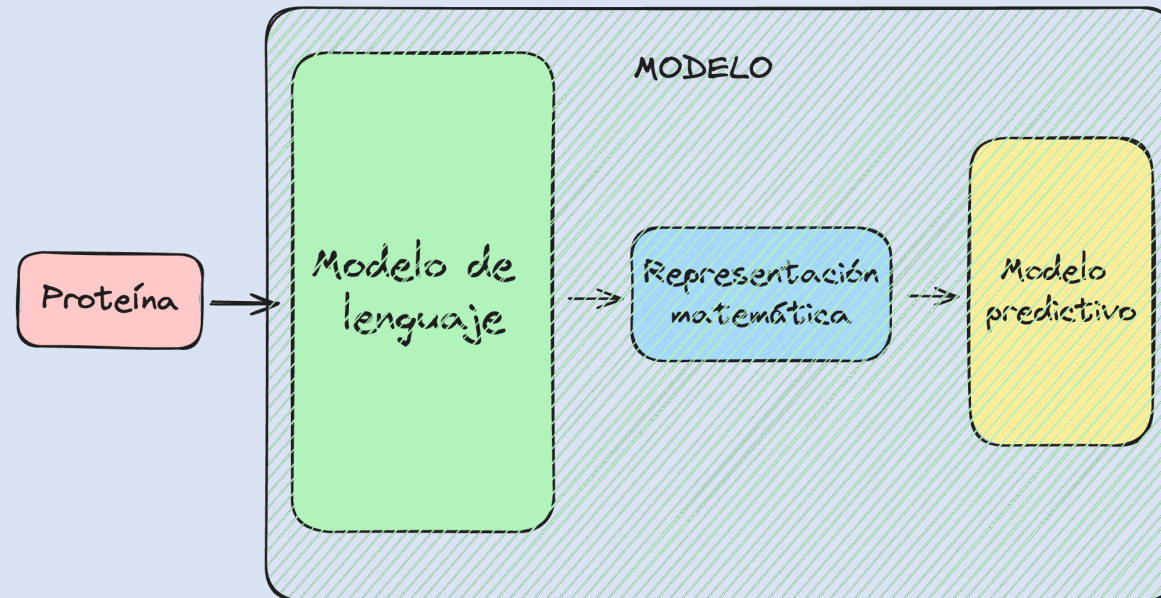 MODELO
Proteína
Modelo de
lenguaje
Representación
matemática
Modelo
predictivo